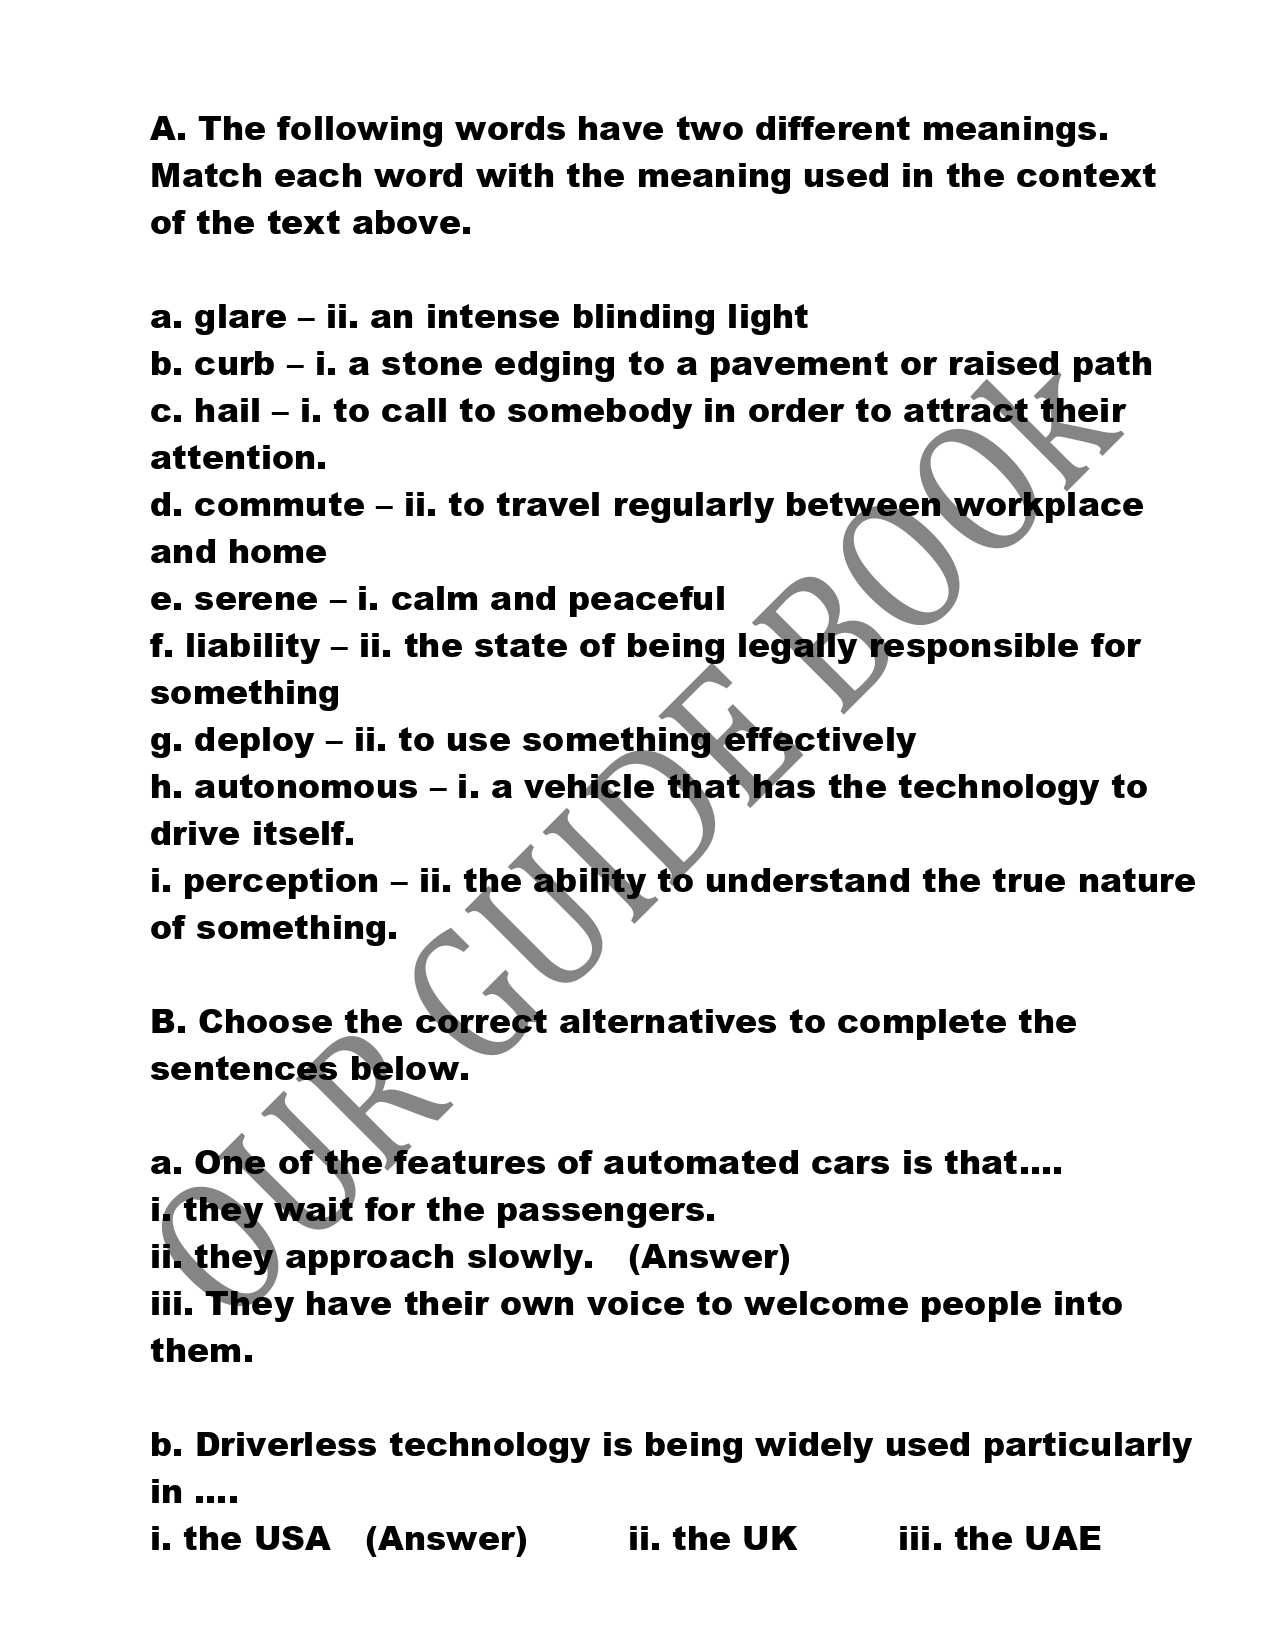 A. The following words have two different meanings.
Match each word with the meaning used in the context
of the text above.
a. glare – ii. an intense blinding light
b. curb – i. a stone edging to a pavement or raised path
c. hail – i. to call to somebody in order to attract their
attention.
d. commute – ii. to travel regularly between workplace
and home
e. serene – i. calm and peaceful
f. liability – ii. the state of being legally responsible for
something
g. deploy – ii. to use something effectively
h. autonomous – i. a vehicle that has the technology to
drive itself.
i. perception – ii. the ability to understand the true nature
of something.
B. Choose the correct alternatives to complete the
sentences below.
a. One of the features of automated cars is that….
i. they wait for the passengers.
ii. they approach slowly. (Answer)
iii. They have their own voice to welcome people into
them.
b. Driverless technology is being widely used particularly
in ….
i. the USA (Answer) ii. the UK iii. the UAE
OUR GUIDE BOOk